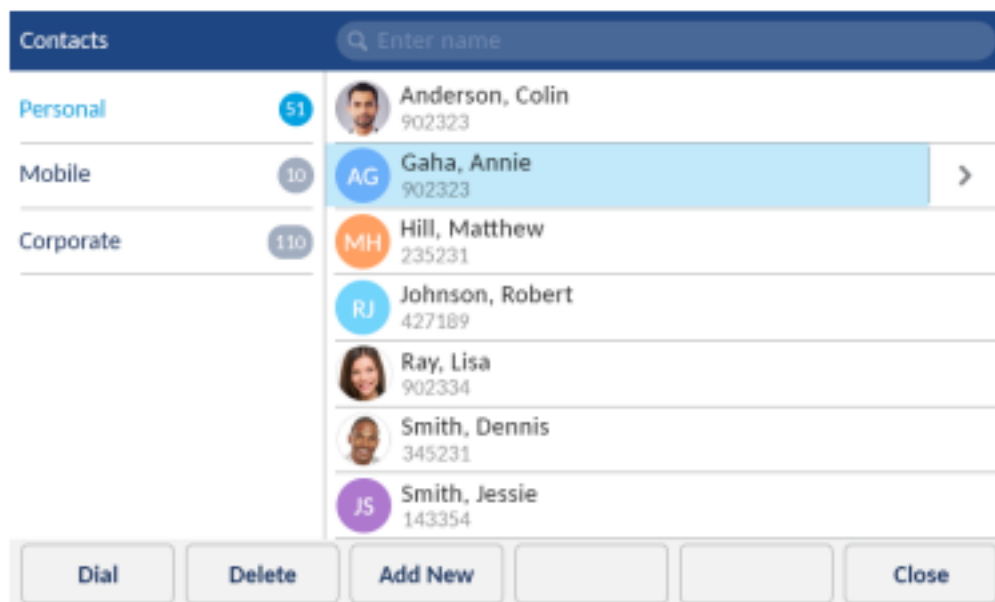 Contacts
Enter name
Personal 51
Mobile 10
Corporate 110
Anderson, Colin
902323
AG
Gaha, Annie
902323
MH
Hill, Matthew
235231
RJ
Johnson, Robert
427189
Ray, Lisa
902334
Smith, Dennis
345231
JS
Smith, Jessie
143354
Dial Delete Add New Close